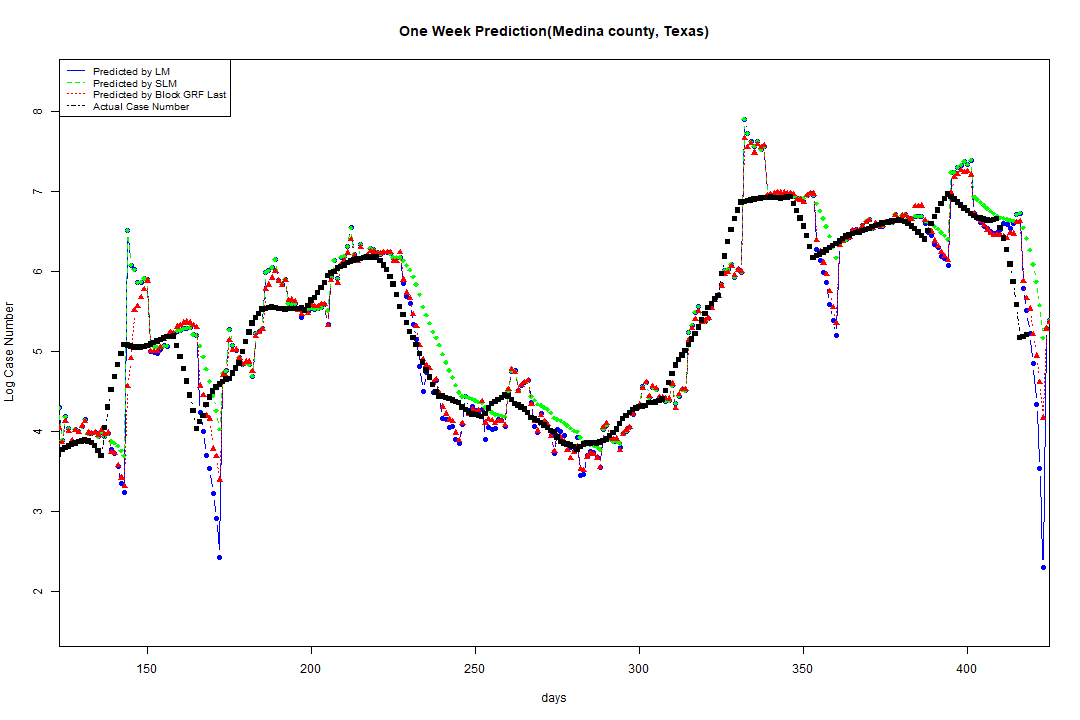 One Week Prediction(Medina county, Texas)
Predicted by LM
Predicted by SLM
Predicted by Block GRF Last
Actual Case Number
8
7
6
5
4
3
2
Log Case Number
150 200 250 300 350 400
days